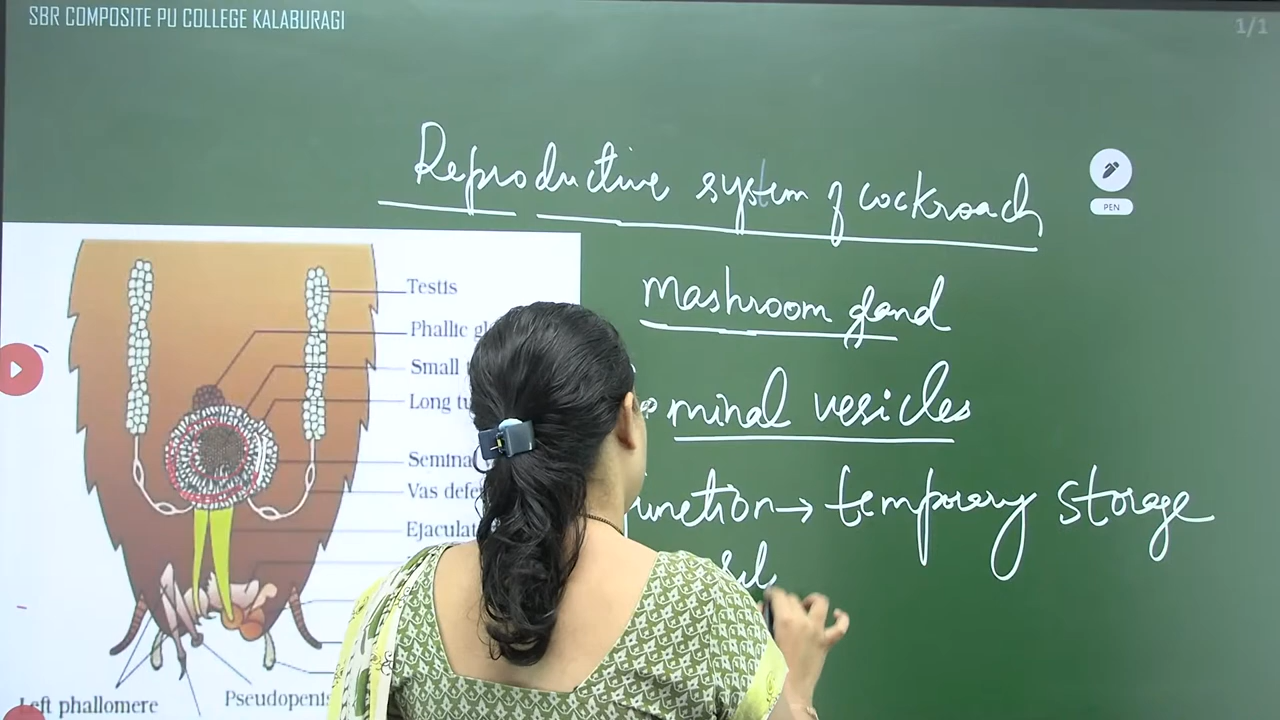 SBR COMPOSITE PU COLLEGE KALABURAGI
1/1
Reproductive system of cockroach
PEN
mashroom gland
minal vesicles
Function → temporary storage
Testis
Phallic gl
Small t
Long tu
Semina
Vas defe
Ejaculat
Left phallomere
Pseudopenis